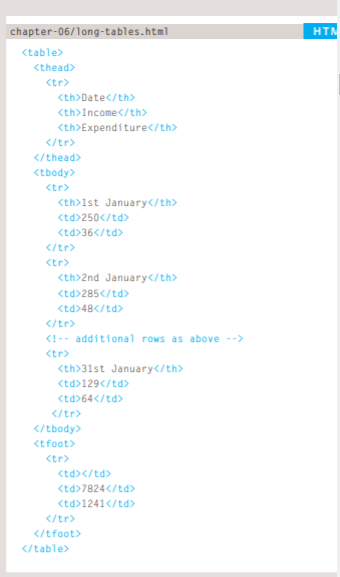 chapter-06/long-tables.html HTM
<table>
<thead>
<tr>
<th>Date</th>
<th>Income</th>
<th>Expenditure</th>
</tr>
</thead>
<tbody>
<tr>
<th>1st January</th>
<td>250</td>
<td>36</td>
</tr>
<tr>
<th>2nd January</th>
<td>285</td>
<td>48</td>
</tr>
<!-- additional rows as above -->
<tr>
<th>31st January</th>
<td>129</td>
<td>64</td>
</tr>
</tbody>
<tfoot>
<tr>
<td></td>
<td>7824</td>
<td>1241</td>
</tr>
</tfoot>
</table>